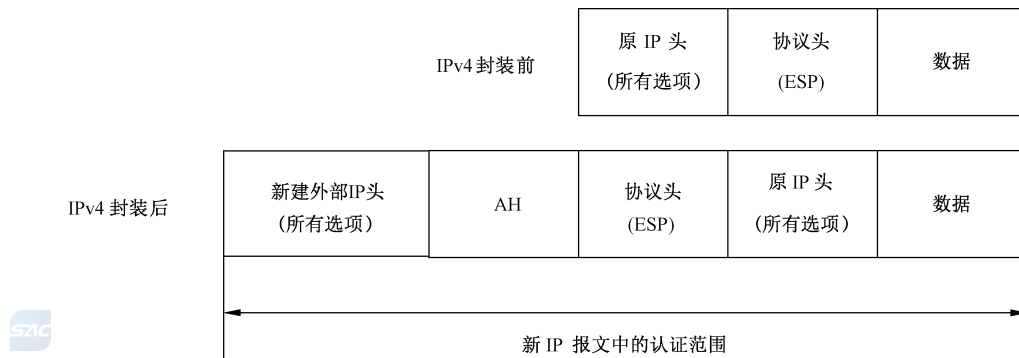 IPv4 封装前
原 IP 头
(所有选项)
协议头
(ESP)
数据
IPv4 封装后
新建外部IP头
(所有选项)
AH
协议头
(ESP)
原 IP 头
(所有选项)
数据
新 IP 报文中的认证范围
SAC